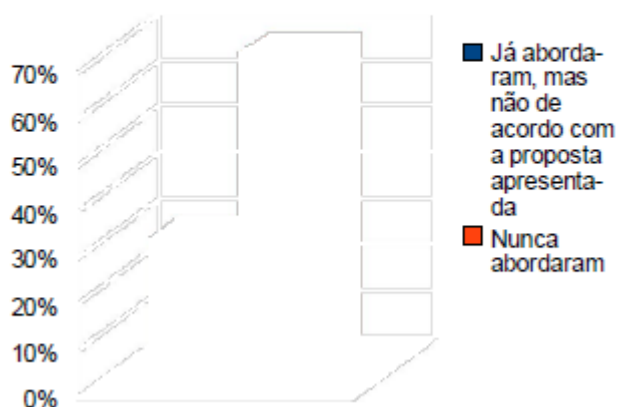 70%
60%
50%
40%
30%
20%
10%
0%
Já aborda-
ram, mas
não de
acordo com
a proposta
apresenta-
da
Nunca
abordaram